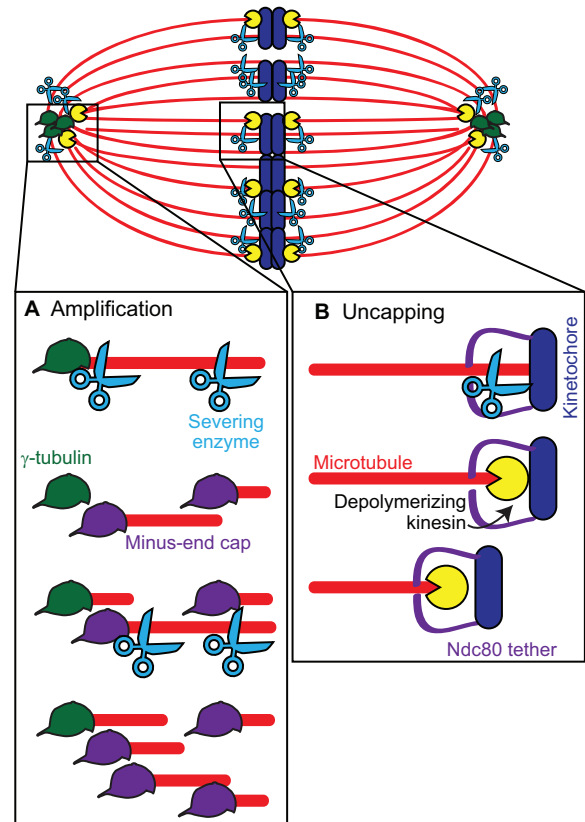 A Amplification
Severing
enzyme
γ-tubulin
Minus-end cap
B Uncapping
Kinetochore
Microtubule
Depolymerizing
kinesin
Ndc80 tether